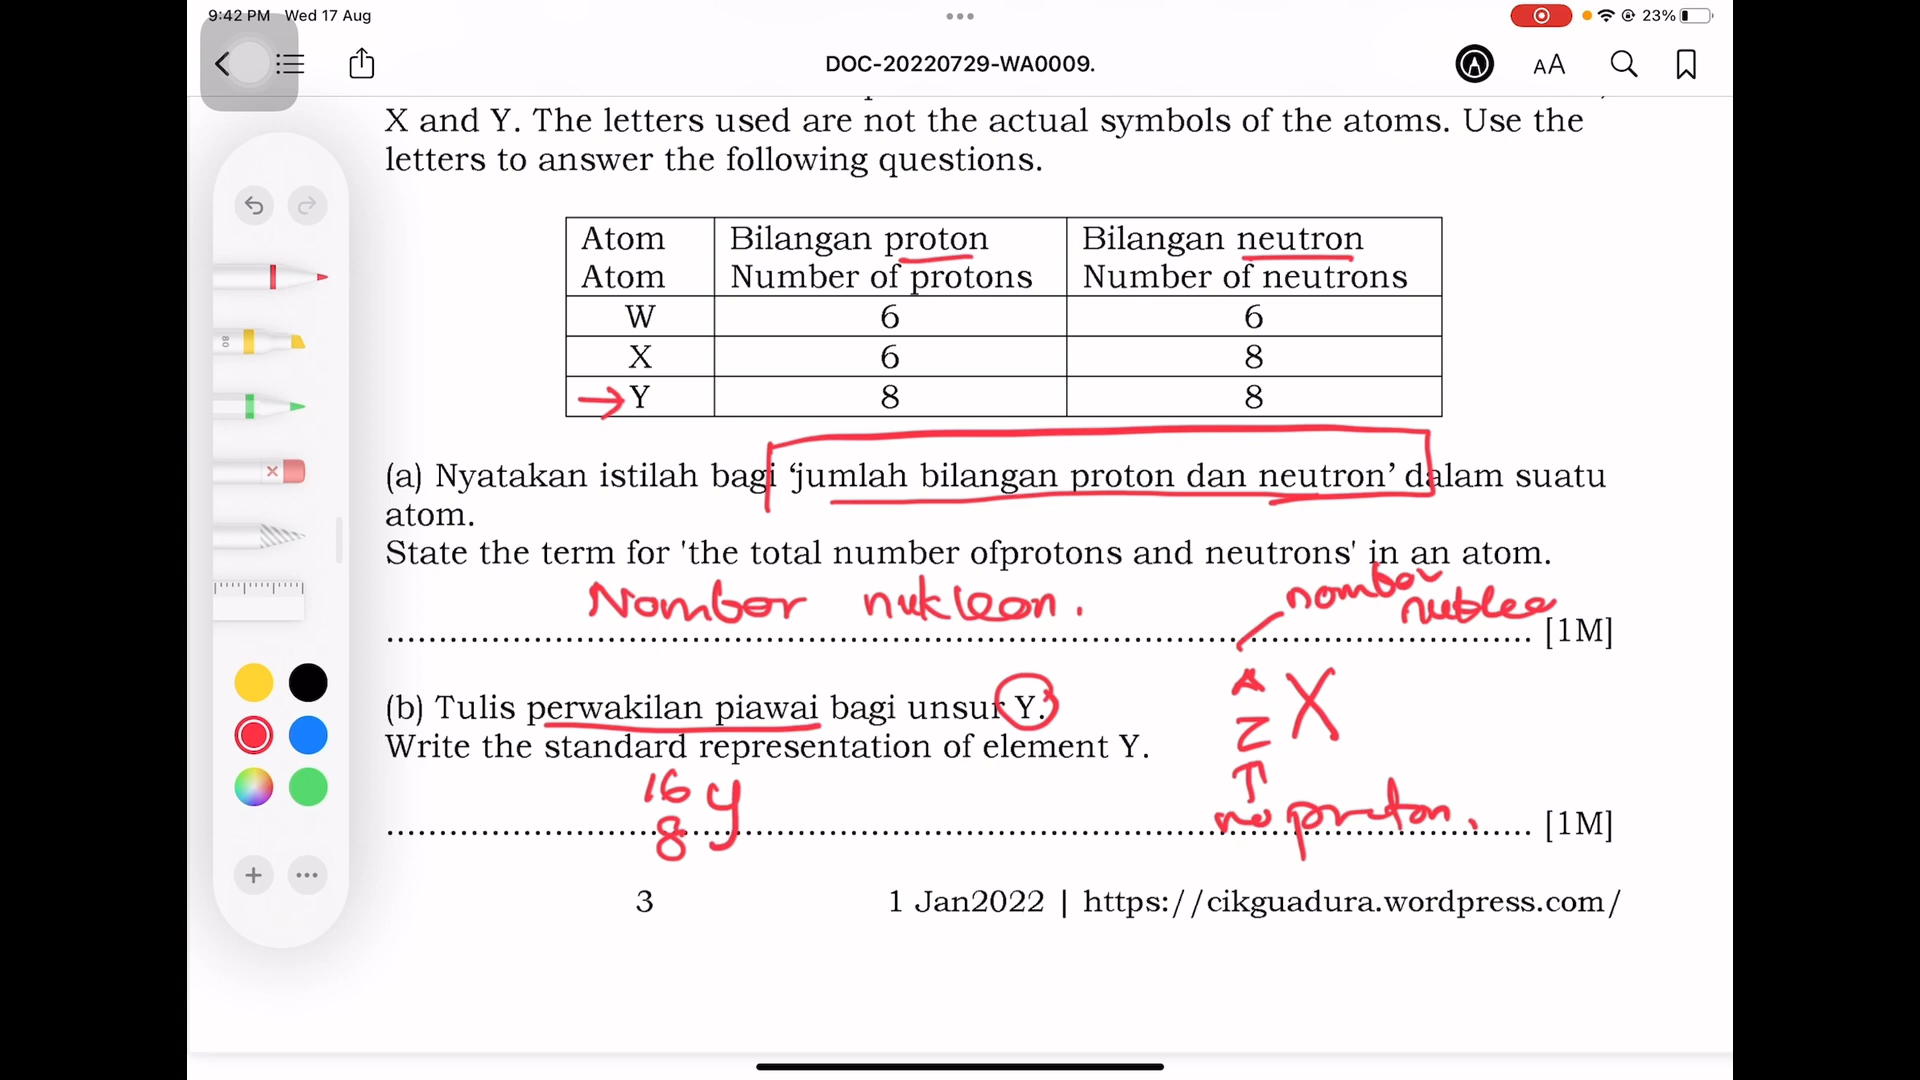 9:42 PM Wed 17 Aug
23%
DOC-20220729-WA0009.
AA
X and Y. The letters used are not the actual symbols of the atoms. Use the
letters to answer the following questions.
Atom Bilangan proton Bilangan neutron
Atom Number of protons Number of neutrons
W 6 6
X 6 8
Y 8 8
(a) Nyatakan istilah bagi ‘jumlah bilangan proton dan neutron’ dalam suatu
atom.
State the term for 'the total number ofprotons and neutrons' in an atom.
Nombor nukleon.
nombor
[1M]
A
Z X
(b) Tulis perwakilan piawai bagi unsur Y.
Write the standard representation of element Y.
16
8 Y
no proton.
[1M]
3 1 Jan2022 | https://cikguadura.wordpress.com/
80